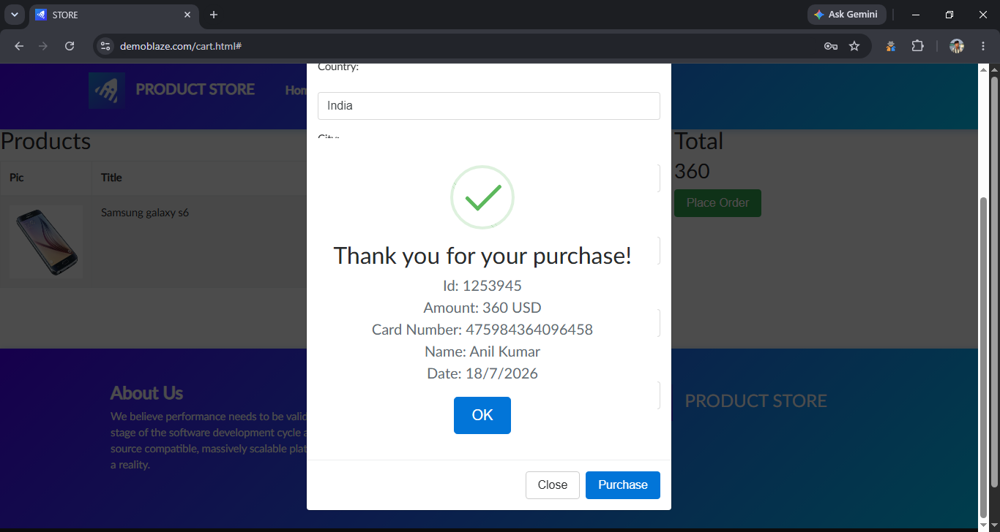 STORE
Ask Gemini
demoblaze.com/cart.html#
PRODUCT STORE
Country:
India
City:
Products
Pic
Title
Samsung galaxy s6
Total
360
Place Order
Thank you for your purchase!
Id: 1253945
Amount: 360 USD
Card Number: 475984364096458
Name: Anil Kumar
Date: 18/7/2026
OK
Close
Purchase
About Us
We believe performance needs to be
stage of the software development cycle
source compatible, massively scalable
a reality.
PRODUCT STORE